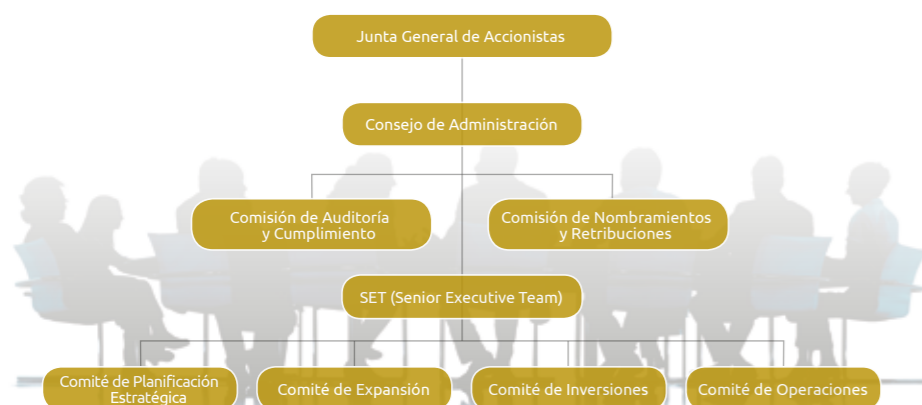 Junta General de Accionistas
Consejo de Administración
Comisión de Auditoría
y Cumplimiento
Comisión de Nombramientos
y Retribuciones
SET (Senior Executive Team)
Comité de Planificación
Estratégica
Comité de Expansión
Comité de Inversiones
Comité de Operaciones